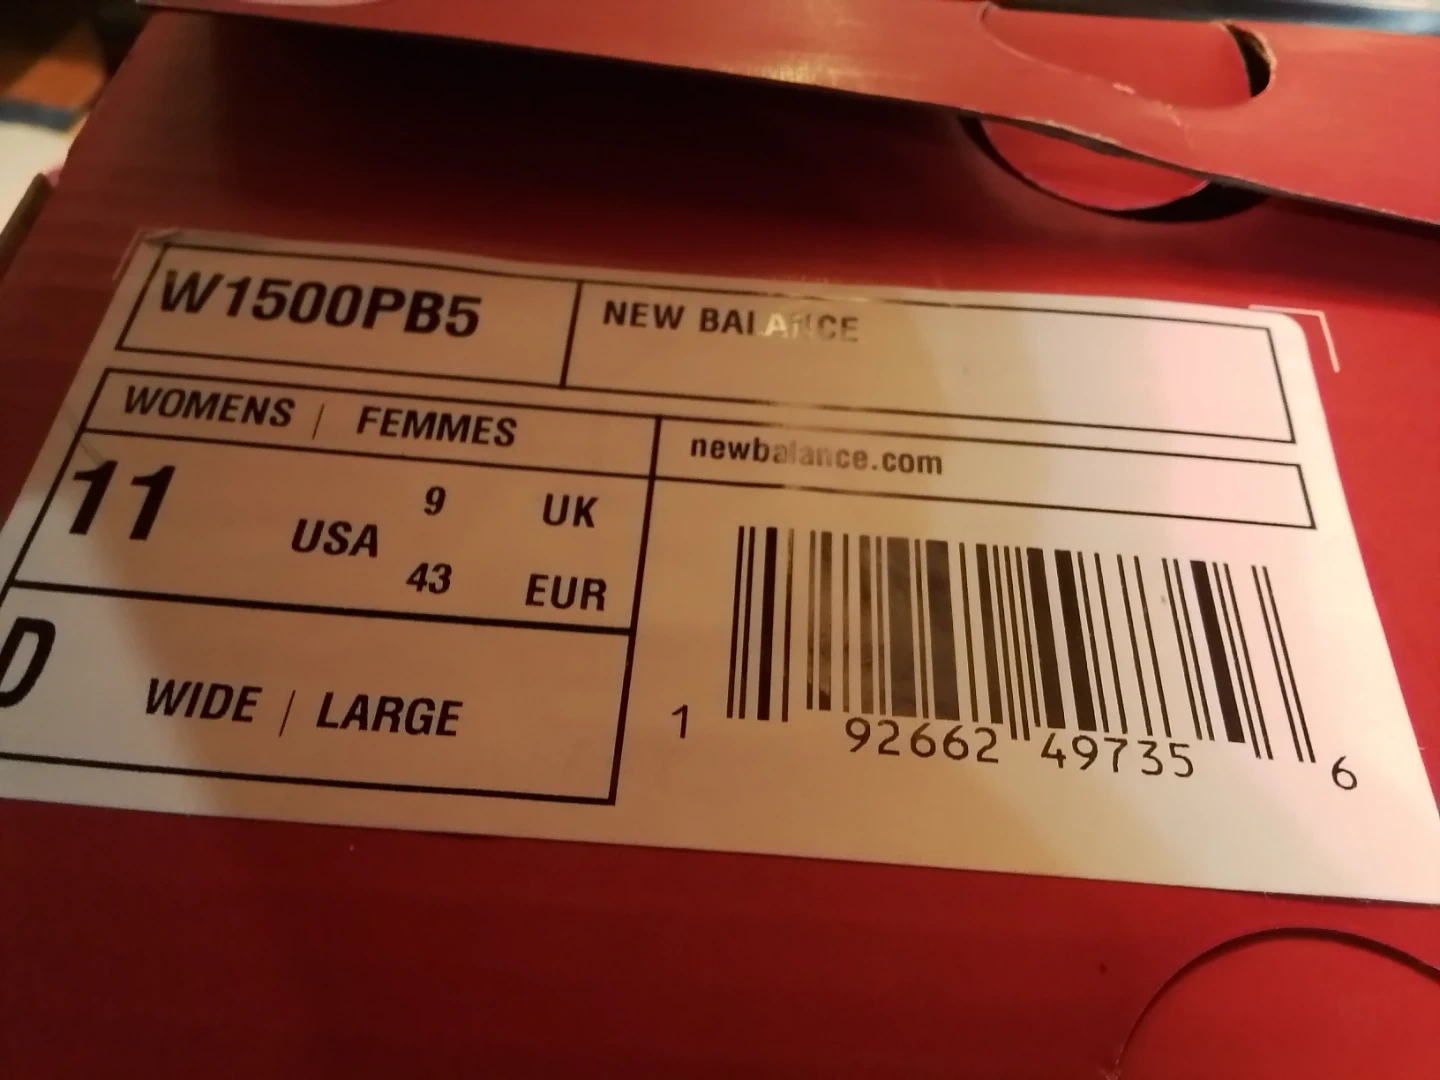 W1500PB5
NEW BALANCE
WOMENS | FEMMES
newbalance.com
11 USA 9 UK
43 EUR
D WIDE / LARGE
1 92662 49735 6